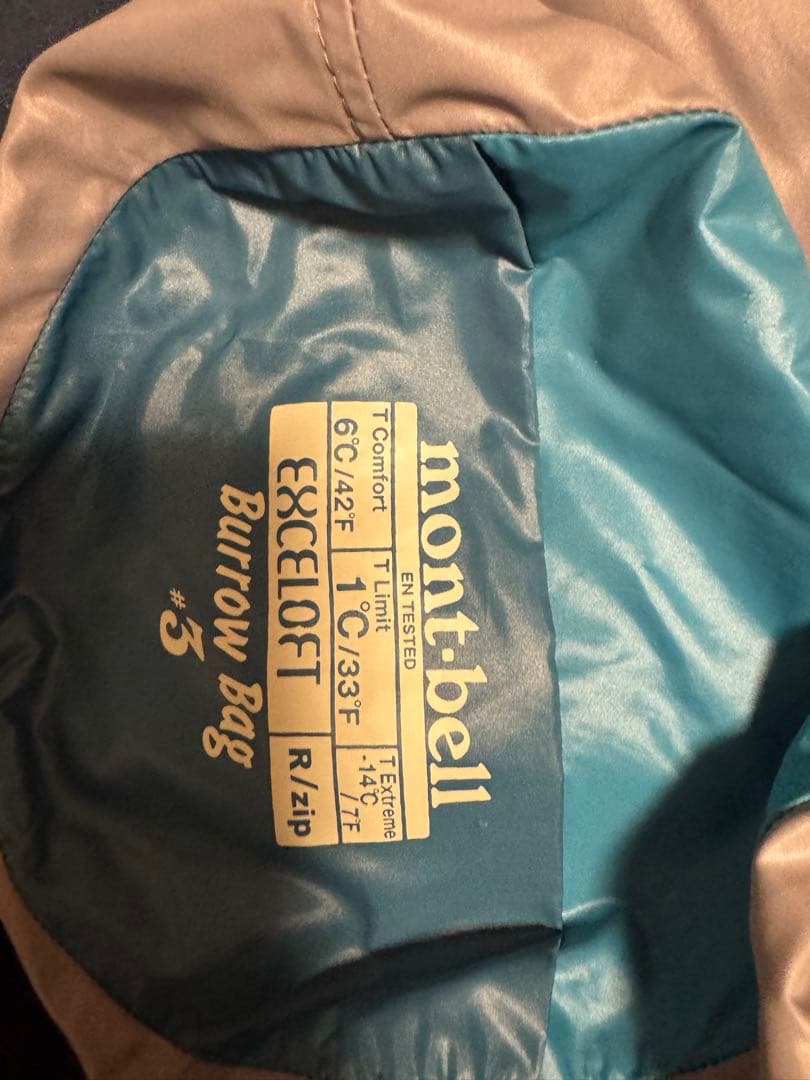 mont-bell
EN TESTED
T Comfort T Limit T Extreme
6℃/42℉ 1℃/33℉ -14℃/7℉
EXCELOFT R/zip
Burrow Bag
#3